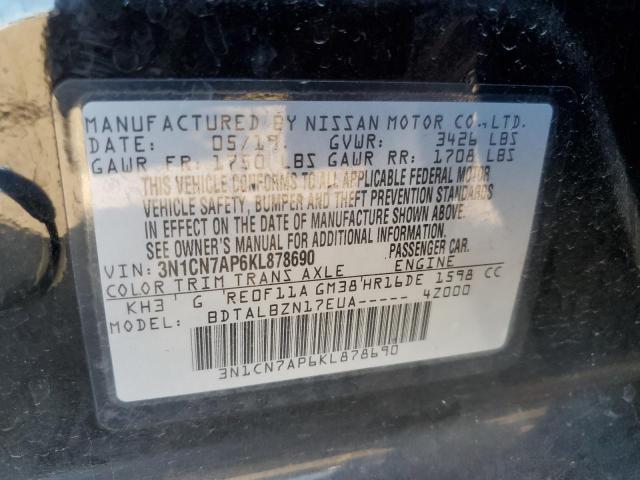 MANUFACTURED BY NISSAN MOTOR CO.,LTD.
DATE: 05/19. GVWR: 3426 LBS
GAWR FR: 1750 LBS GAWR RR: 1708 LBS
THIS VEHICLE CONFORMS TO ALL APPLICABLE FEDERAL MOTOR
VEHICLE SAFETY, BUMPER AND THEFT PREVENTION STANDARDS
IN EFFECT ON THE DATE OF MANUFACTURE SHOWN ABOVE.
SEE OWNER'S MANUAL FOR ADDITIONAL INFORMATION.
VIN: 3N1CN7AP6KL878690 PASSENGER CAR.
COLOR TRIM TRANS AXLE ENGINE
KH3 G RE0F11A GM38 HR16DE 1598 CC
MODEL: BDTALBZN17EUA----- 4Z000
3N1CN7AP6KL878690